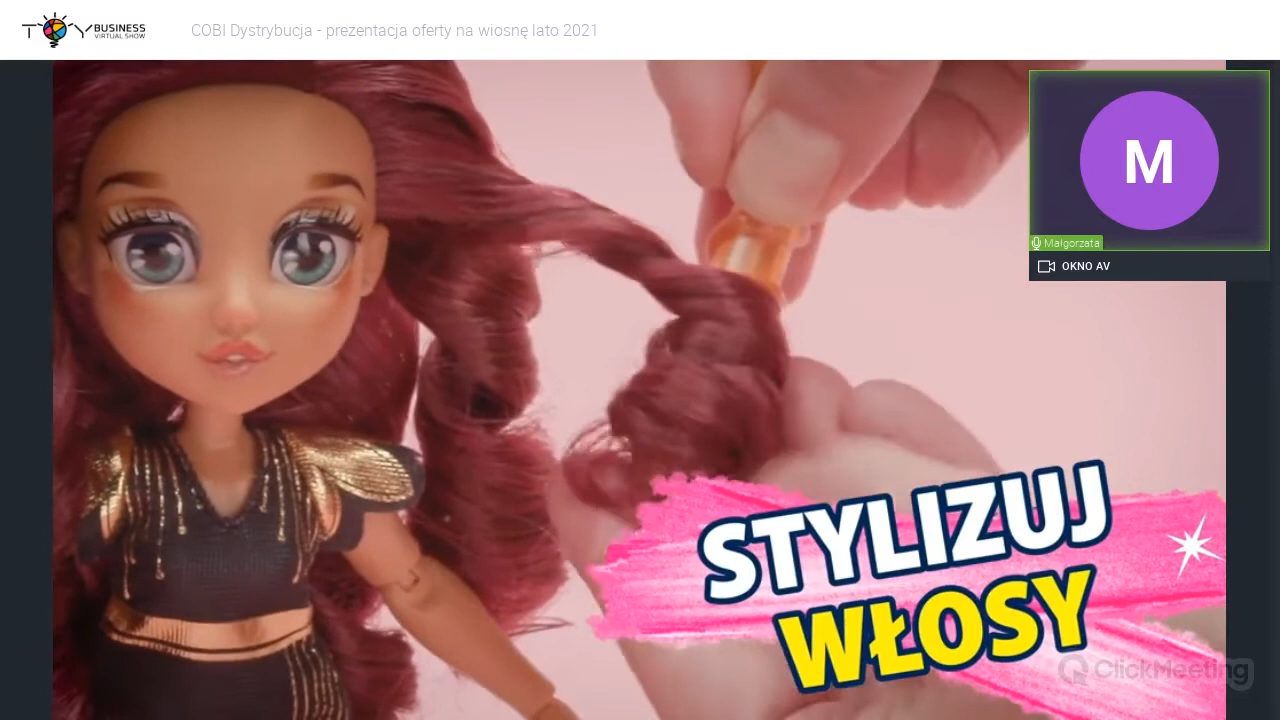 TOY BUSINESS
VIRTUAL SHOW
COBI Dystrybucja - prezentacja oferty na wiosnę lato 2021
M
Małgorzata
OKNO AV
STYLIZUJ
WŁOSY
ClickMeeting